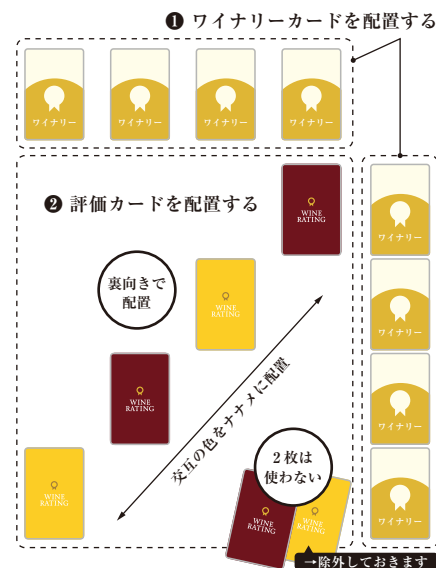 ❶ ワイナリーカードを配置する
ワイナリー
ワイナリー
ワイナリー
ワイナリー
❷ 評価カードを配置する
WINE
RATING
ワイナリー
裏向きで
配置
WINE
RATING
ワイナリー
WINE
RATING
交互の色をナナメに配置
ワイナリー
WINE
RATING
2枚は
使わない
WINE
RATING
WINE
RATING
ワイナリー
→除外しておきます